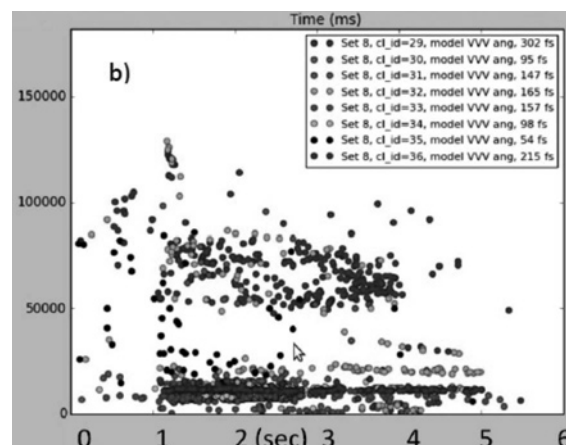 Time (ms)
b)
Set 8, cl_id=29, model VVV ang, 302 fs
Set 8, cl_id=30, model VVV ang, 95 fs
Set 8, cl_id=31, model VVV ang, 147 fs
Set 8, cl_id=32, model VVV ang, 165 fs
Set 8, cl_id=33, model VVV ang, 157 fs
Set 8, cl_id=34, model VVV ang, 98 fs
Set 8, cl_id=35, model VVV ang, 54 fs
Set 8, cl_id=36, model VVV ang, 215 fs
150000
100000
50000
0
0 1 2 (sec) 3 4 5 6